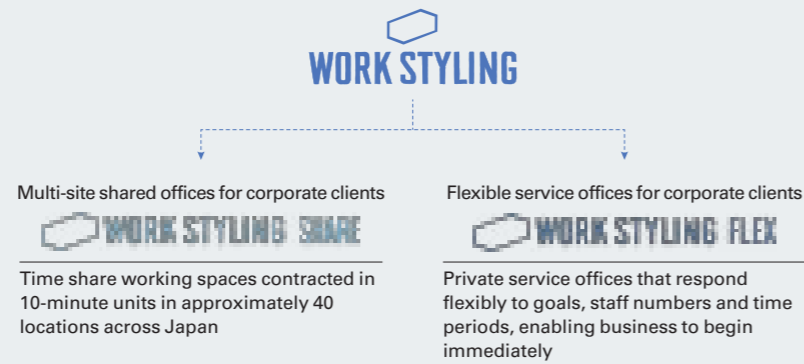 WORK STYLING
Multi-site shared offices for corporate clients
WORK STYLING SHARE
Time share working spaces contracted in
10-minute units in approximately 40
locations across Japan
Flexible service offices for corporate clients
WORK STYLING FLEX
Private service offices that respond
flexibly to goals, staff numbers and time
periods, enabling business to begin
immediately